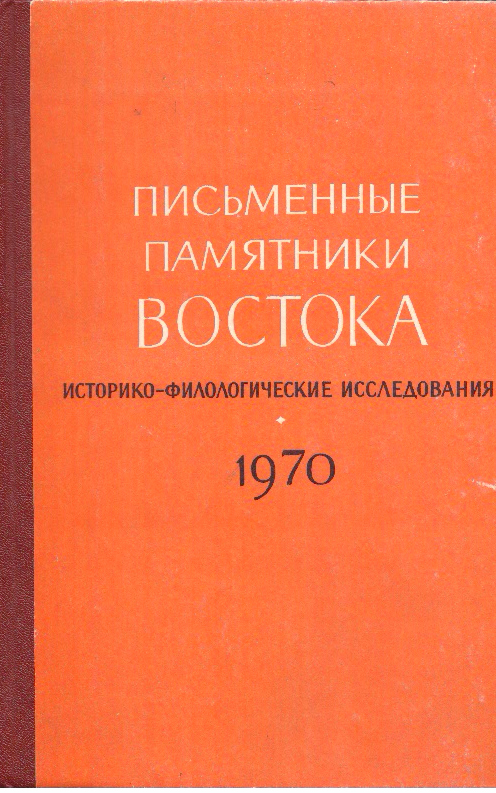 ПИСЬМЕННЫЕ
ПАМЯТНИКИ
ВОСТОКА
ИСТОРИКО-ФИЛОЛОГИЧЕСКИЕ ИССЛЕДОВАНИЯ
1970